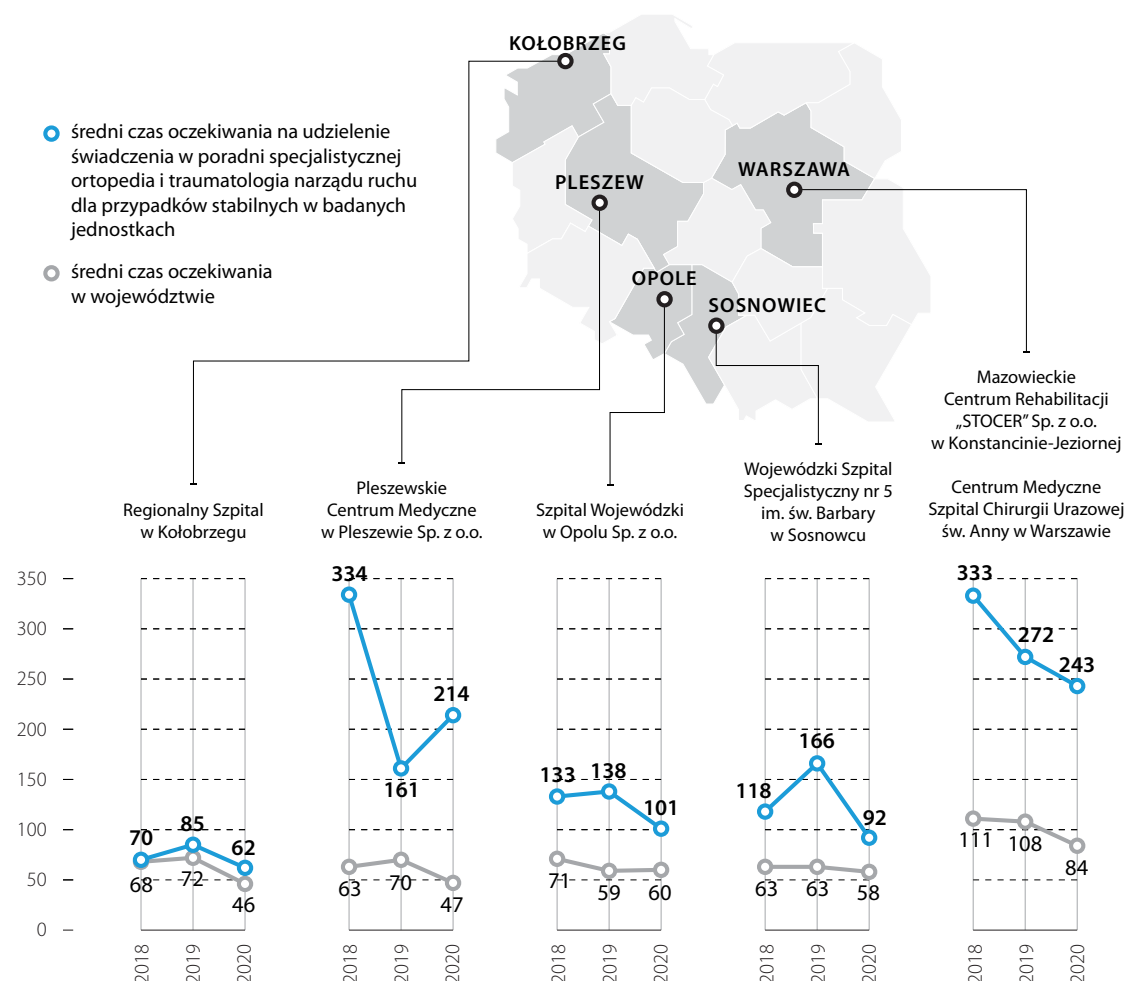 KOŁOBRZEG
PLESZEW
WARSZAWA
OPOLE
SOSNOWIEC
średni czas oczekiwania na udzielenie
świadczenia w poradni specjalistycznej
ortopedia i traumatologia narządu ruchu
dla przypadków stabilnych w badanych
jednostkach
średni czas oczekiwania
w województwie
Regionalny Szpital
w Kołobrzegu
Pleszewskie
Centrum Medyczne
w Pleszewie Sp. z o.o.
Szpital Wojewódzki
w Opolu Sp. z o.o.
Wojewódzki Szpital
Specjalistyczny nr 5
im. św. Barbary
w Sosnowcu
Mazowieckie
Centrum Rehabilitacji
„STOCER” Sp. z o.o.
w Konstancinie-Jeziornej
Centrum Medyczne
Szpital Chirurgii Urazowej
św. Anny w Warszawie
350
300
250
200
150
100
50
0
70
85
62
68
72
46
2018
2019
2020
334
161
214
63
70
47
2018
2019
2020
133
138
101
71
59
60
2018
2019
2020
118
166
92
63
63
58
2018
2019
2020
333
272
243
111
108
84
2018
2019
2020